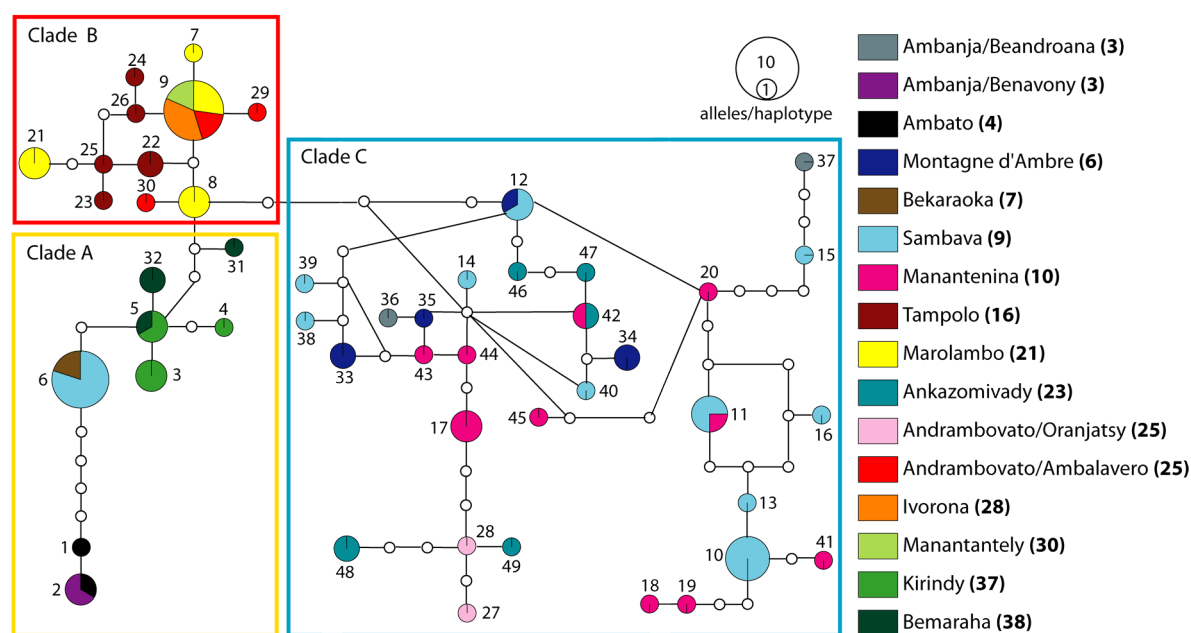 Clade B
7
24
9
26
29
21
25
22
23
30
8
10
1
alleles/haplotype
Clade A
32
31
5
4
6
3
1
2
Clade C
12
37
39
14
46
47
20
15
36
35
42
38
34
33
43
44
40
17
45
11
16
13
28
10
41
48
49
18
19
27
Ambanja/Beandroana (3)
Ambanja/Benavony (3)
Ambato (4)
Montagne d'Ambre (6)
Bekaraoka (7)
Sambava (9)
Manantenina (10)
Tampolo (16)
Marolambo (21)
Ankazomivady (23)
Andrambovato/Oranjatsy (25)
Andrambovato/Ambalavero (25)
Ivorona (28)
Manantantely (30)
Kirindy (37)
Bemaraha (38)